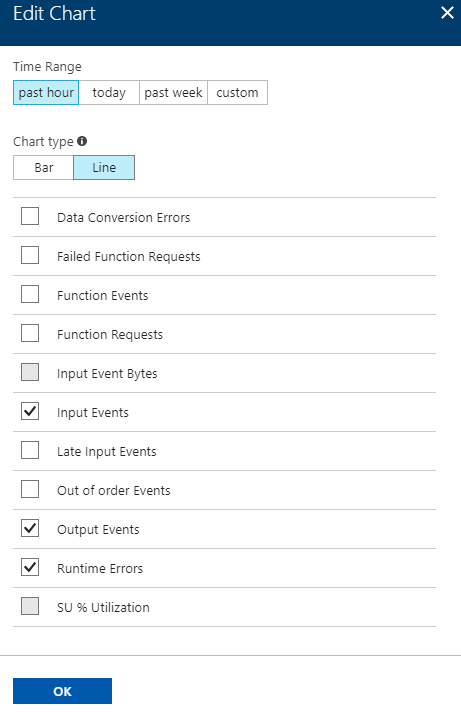 Edit Chart
Time Range
past hour today past week custom
Chart type
Bar Line
Data Conversion Errors
Failed Function Requests
Function Events
Function Requests
Input Event Bytes
Input Events
Late Input Events
Out of order Events
Output Events
Runtime Errors
SU % Utilization
OK